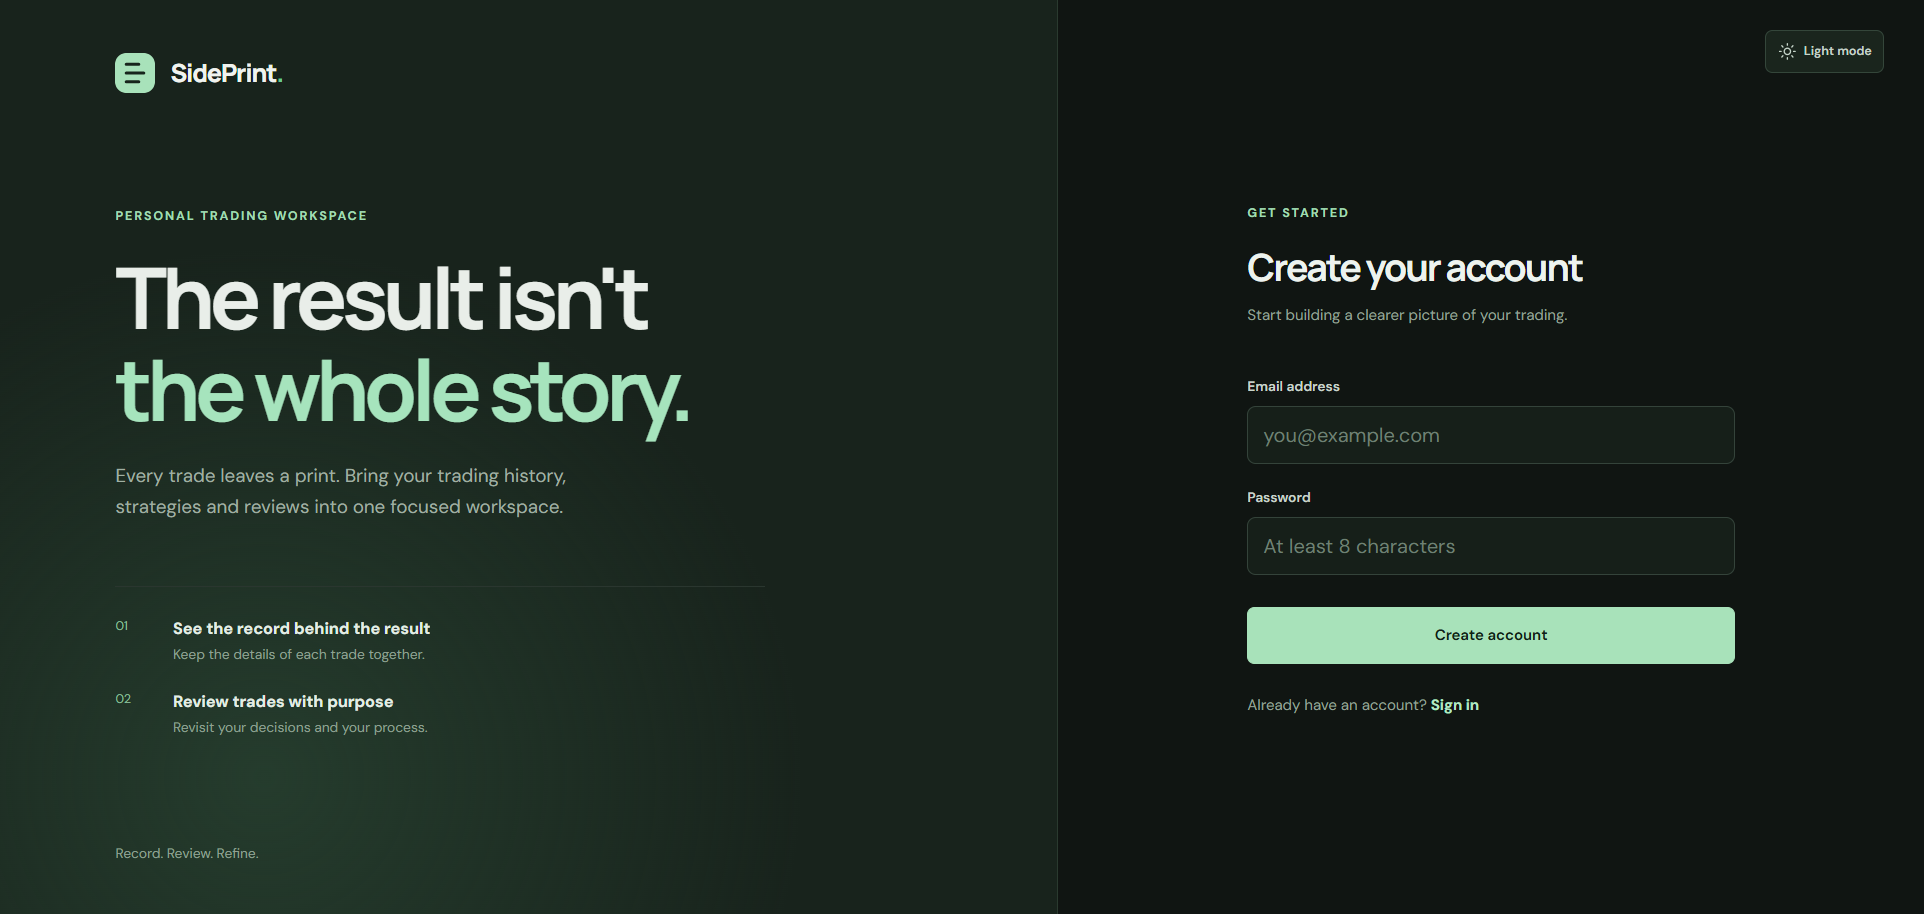 SidePrint.
PERSONAL TRADING WORKSPACE
The result isn't
the whole story.
Every trade leaves a print. Bring your trading history,
strategies and reviews into one focused workspace.
01
See the record behind the result
Keep the details of each trade together.
02
Review trades with purpose
Revisit your decisions and your process.
Record. Review. Refine.
Light mode
GET STARTED
Create your account
Start building a clearer picture of your trading.
Email address
you@example.com
Password
At least 8 characters
Create account
Already have an account? Sign in